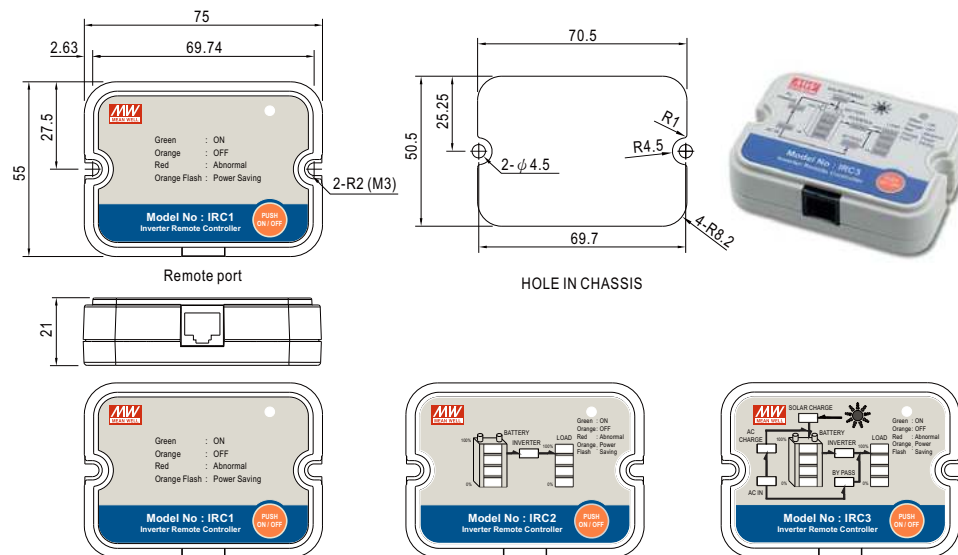 75
2.63
69.74
55
27.5
MW
MEAN WELL
Green : ON
Orange : OFF
Red : Abnormal
Orange Flash : Power Saving
2-R2 (M3)
Model No : IRC1
Inverter Remote Controller
PUSH
ON / OFF
Remote port
70.5
50.5
25.25
2-ϕ4.5
R1
R4.5
69.7
4-R8.2
HOLE IN CHASSIS
MW
Model No : IRC3
Inverter Remote Controller
21
MW
MEAN WELL
Green : ON
Orange : OFF
Red : Abnormal
Orange Flash : Power Saving
Model No : IRC1
Inverter Remote Controller
PUSH
ON / OFF
MW
MEAN WELL
Green : ON
Orange : OFF
Red : Abnormal
Orange Power
Flash : Saving
BATTERY
100%
INVERTER
LOAD
100%
0%
0%
Model No : IRC2
Inverter Remote Controller
PUSH
ON / OFF
MW
MEAN WELL
SOLAR CHARGE
Green : ON
Orange : OFF
Red : Abnormal
Orange Power
Flash : Saving
AC
CHARGE
BATTERY
100%
INVERTER
LOAD
100%
BY PASS
0%
0%
AC IN
Model No : IRC3
Inverter Remote Controller
PUSH
ON / OFF